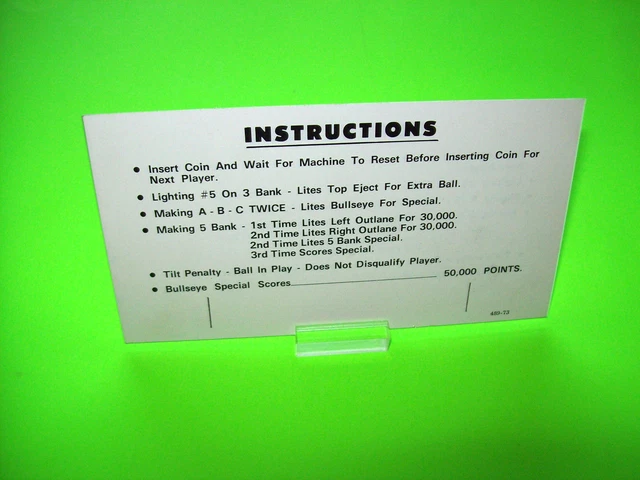 INSTRUCTIONS
• Insert Coin And Wait For Machine To Reset Before Inserting Coin For
Next Player.
• Lighting #5 On 3 Bank - Lites Top Eject For Extra Ball.
• Making A - B - C TWICE - Lites Bullseye For Special.
• Making 5 Bank - 1st Time Lites Left Outlane For 30,000.
2nd Time Lites Right Outlane For 30,000.
2nd Time Lites 5 Bank Special.
3rd Time Scores Special.
• Tilt Penalty - Ball In Play - Does Not Disqualify Player.
• Bullseye Special Scores 50,000 POINTS.